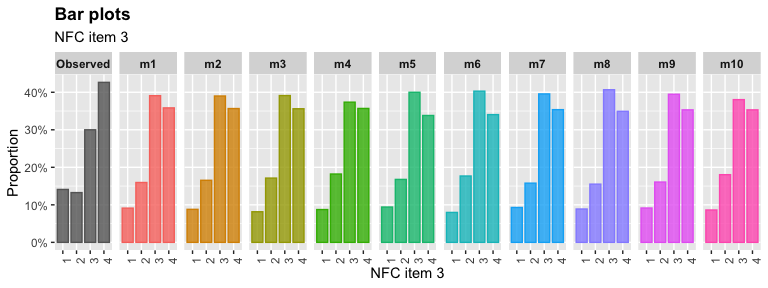 Bar plots
NFC item 3
Observed m1 m2 m3 m4 m5 m6 m7 m8 m9 m10
Proportion
40%
30%
20%
10%
0%
1 2 3 4 1 2 3 4 1 2 3 4 1 2 3 4 1 2 3 4 1 2 3 4 1 2 3 4 1 2 3 4 1 2 3 4 1 2 3 4 1 2 3 4
NFC item 3